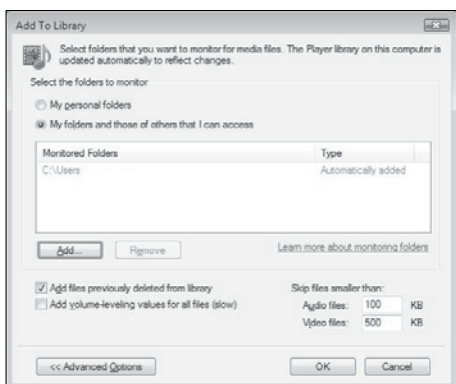 Add To Library
Select folders that you want to monitor for media files. The Player library on this computer is
updated automatically to reflect changes.
Select the folders to monitor
My personal folders
My folders and those of others that I can access
Monitored Folders Type
C:\Users Automatically added
Add... Remove Learn more about monitoring folders
Add files previously deleted from library Skip files smaller than:
Add volume-leveling values for all files (slow) Audio files: 100 KB
Video files: 500 KB
<< Advanced Options OK Cancel